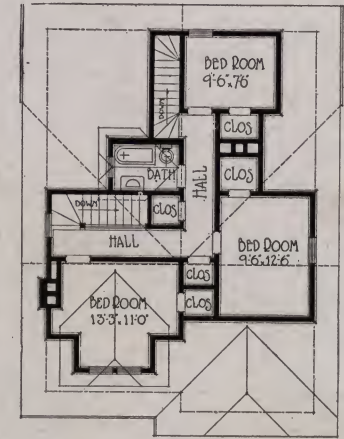 BED ROOM
9'-6"x7'6
DOWN
CLOS
BATH
HALL
CLOS
DOWN
CLOS
HALL
BED ROOM
9'-6"x12'-6"
CLOS
BED ROOM
13'-3"x11'-0"
CLOS